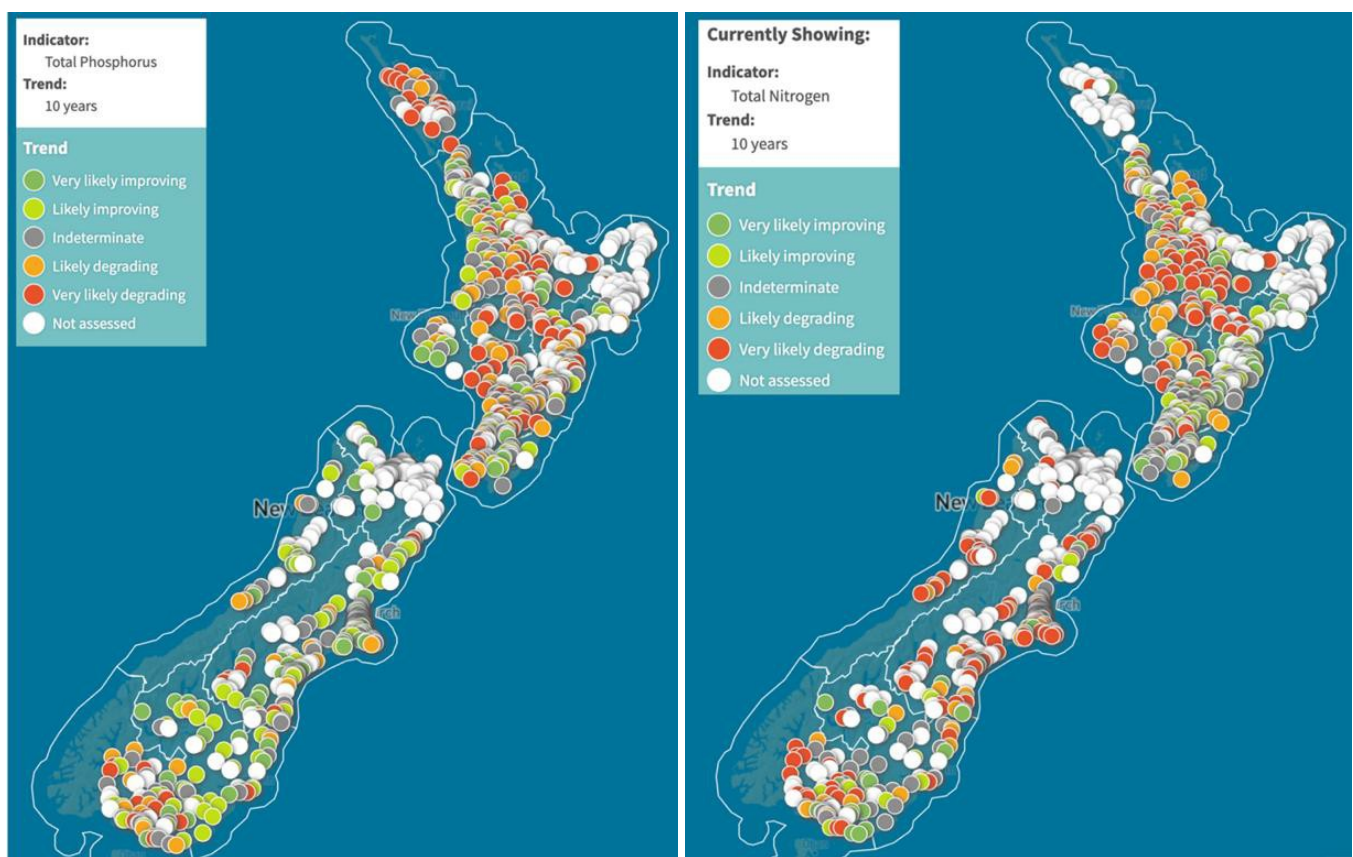 Indicator:
Total Phosphorus
Trend:
10 years
Trend
Very likely improving
Likely improving
Indeterminate
Likely degrading
Very likely degrading
Not assessed
Currently Showing:
Indicator:
Total Nitrogen
Trend:
10 years
Trend
Very likely improving
Likely improving
Indeterminate
Likely degrading
Very likely degrading
Not assessed